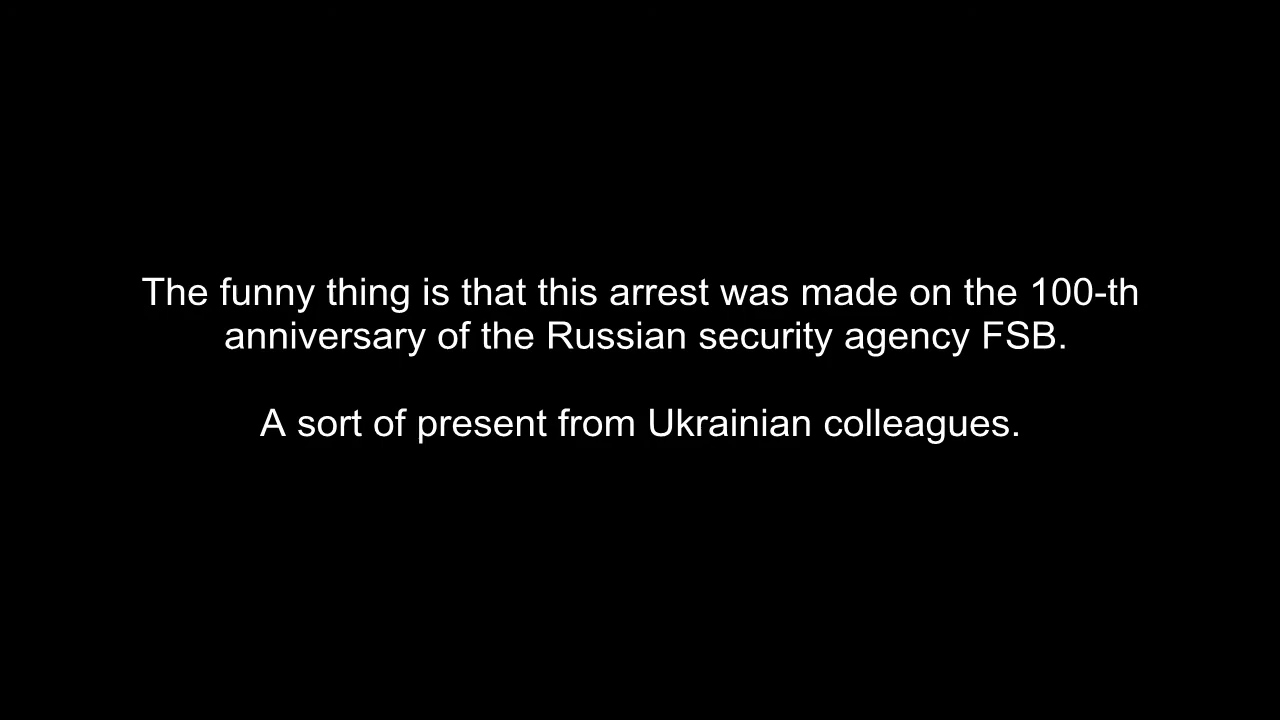 The funny thing is that this arrest was made on the 100-th
anniversary of the Russian security agency FSB.
A sort of present from Ukrainian colleagues.